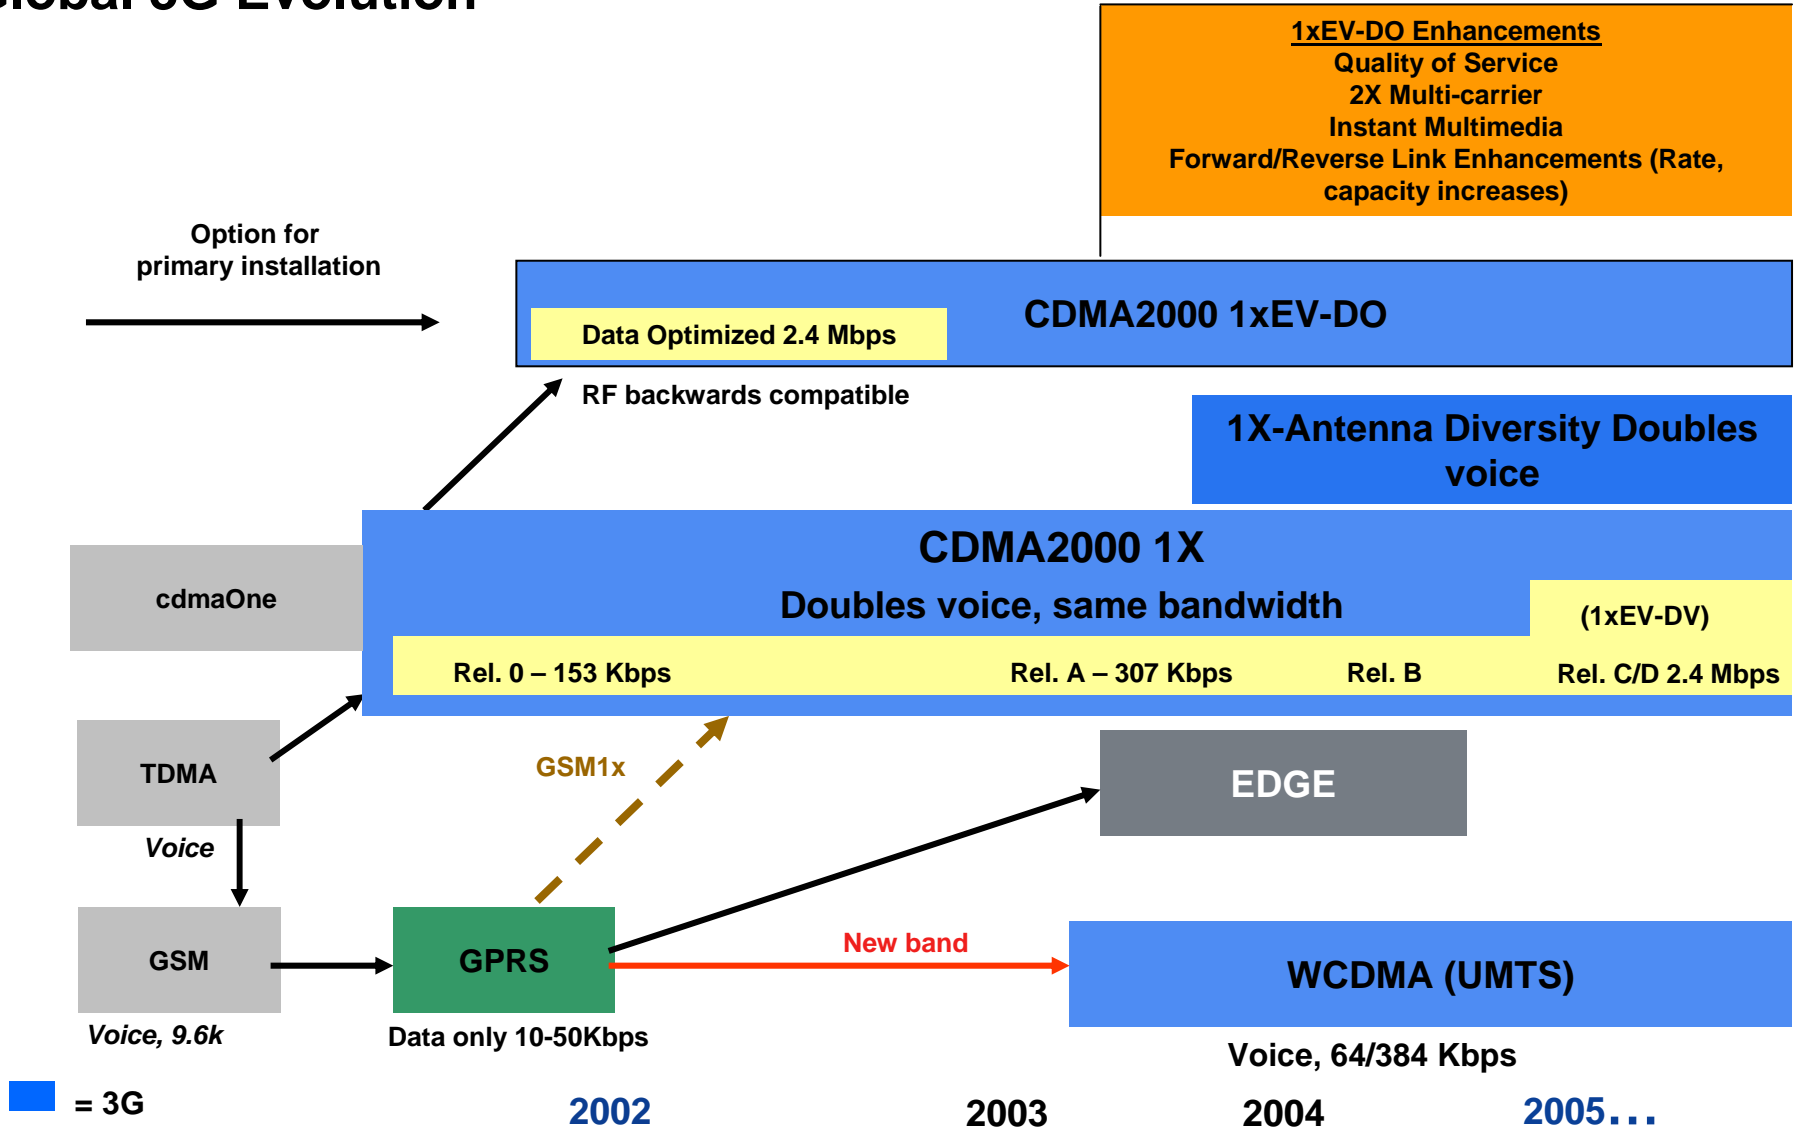 Global 3G Evolution
1xEV-DO Enhancements
Quality of Service
2X Multi-carrier
Instant Multimedia
Forward/Reverse Link Enhancements (Rate,
capacity increases)
Option for
primary installation
CDMA2000 1xEV-DO
Data Optimized 2.4 Mbps
RF backwards compatible
1X-Antenna Diversity Doubles
voice
CDMA2000 1X
cdmaOne
Doubles voice, same bandwidth
(1xEV-DV)
Rel. 0 – 153 Kbps
Rel. A – 307 Kbps
Rel. B
Rel. C/D 2.4 Mbps
TDMA
GSM1x
EDGE
Voice
GSM
GPRS
New band
WCDMA (UMTS)
Voice, 9.6k
Data only 10-50Kbps
Voice, 64/384 Kbps
= 3G
2002
2003
2004
2005...